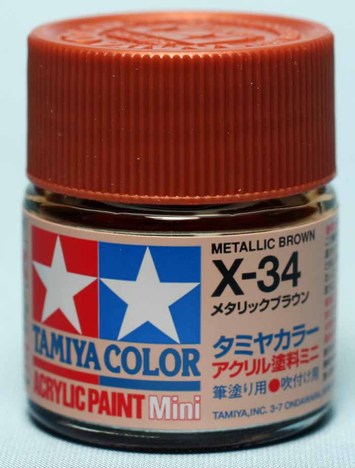 METALLIC BROWN
X-34
メタリックブラウン
TAMIYA COLOR
ACRYLIC PAINT Mini
タミヤカラー
アクリル塗料ミニ
筆塗り用●吹付け用
TAMIYA, INC. 3-7